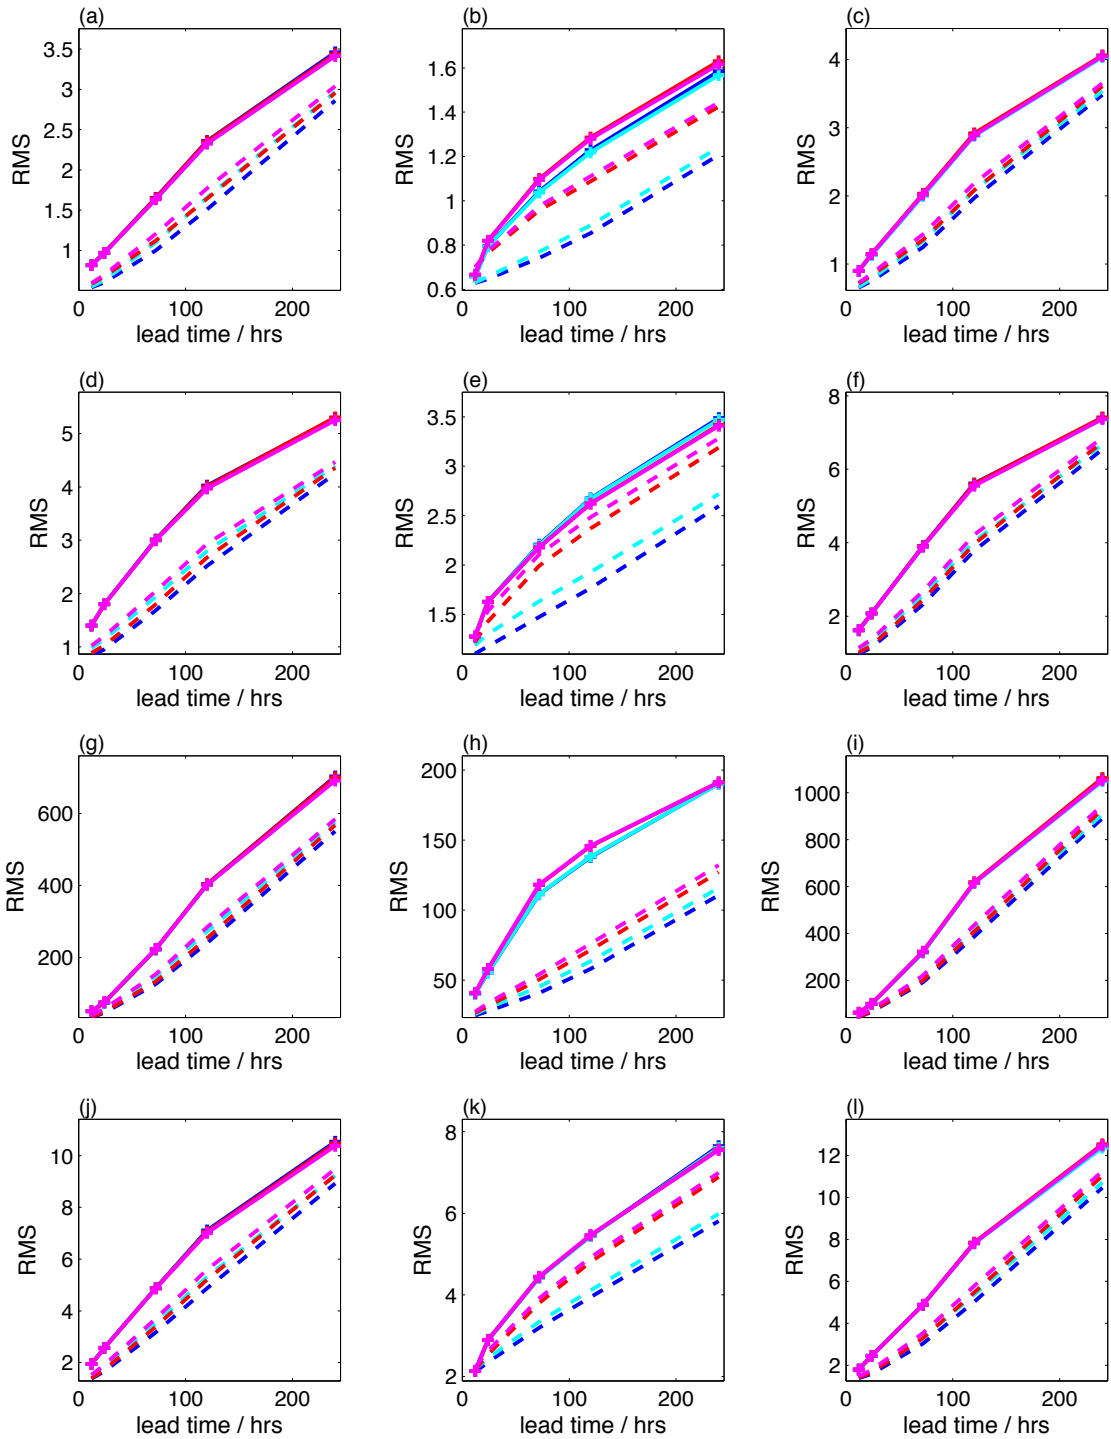 (a)
3.5
3
2.5
2
1.5
1
RMS
0
100
200
lead time / hrs
(b)
1.6
1.4
1.2
1
0.8
0.6
RMS
0
100
200
lead time / hrs
(c)
4
3
2
1
RMS
0
100
200
lead time / hrs
(d)
5
4
3
2
1
RMS
0
100
200
lead time / hrs
(e)
3.5
3
2.5
2
1.5
RMS
0
100
200
lead time / hrs
(f)
8
6
4
2
RMS
0
100
200
lead time / hrs
(g)
600
400
200
RMS
0
100
200
lead time / hrs
(h)
200
150
100
50
RMS
0
100
200
lead time / hrs
(i)
1000
800
600
400
200
RMS
0
100
200
lead time / hrs
(j)
10
8
6
4
2
RMS
0
100
200
lead time / hrs
(k)
8
6
4
2
RMS
0
100
200
lead time / hrs
(l)
12
10
8
6
4
2
RMS
0
100
200
lead time / hrs